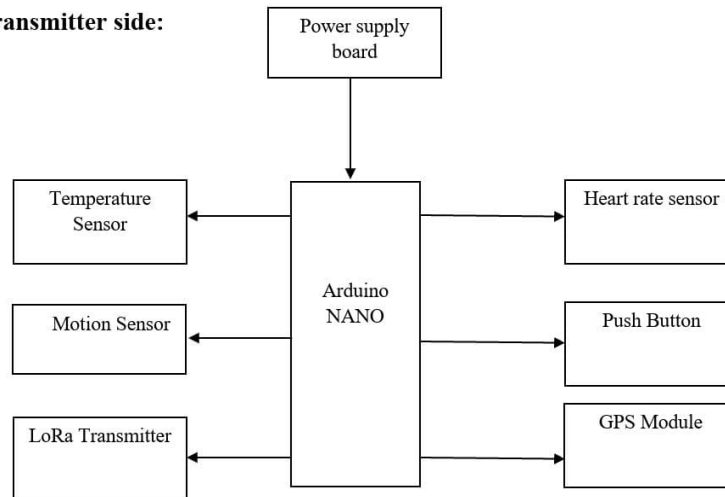 ransmitter side:
Power supply
board
Temperature
Sensor
Heart rate sensor
Arduino
NANO
Motion Sensor
Push Button
LoRa Transmitter
GPS Module